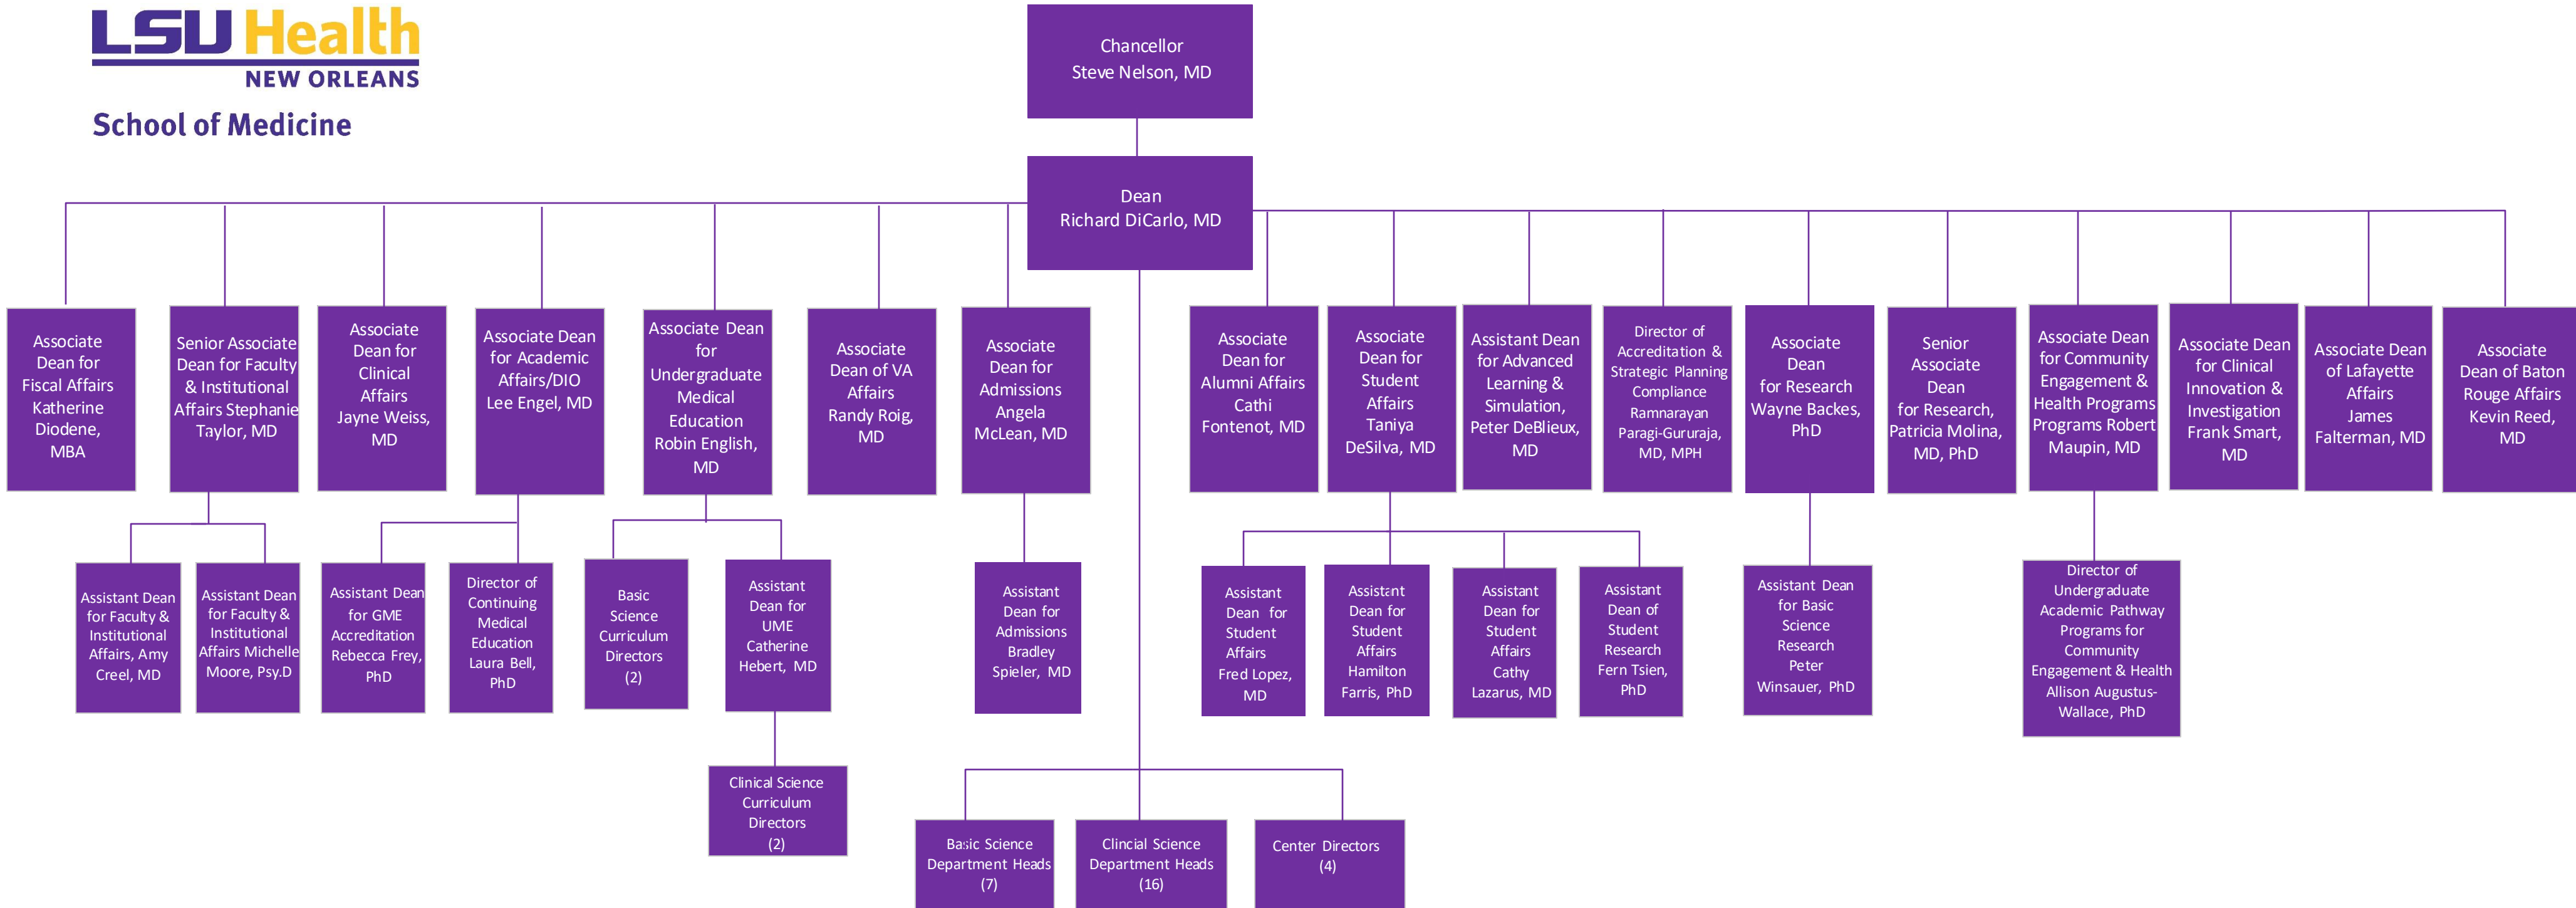 LSU Health
NEW ORLEANS
School of Medicine
Chancellor
Steve Nelson, MD
Dean
Richard DiCarlo, MD
Associate
Dean for
Fiscal Affairs
Katherine
Diodene,
MBA
Senior Associate
Dean for Faculty
& Institutional
Affairs Stephanie
Taylor, MD
Associate
Dean for
Clinical
Affairs
Jayne Weiss,
MD
Associate Dean
for Academic
Affairs/DIO
Lee Engel, MD
Associate Dean
for
Undergraduate
Medical
Education
Robin English,
MD
Associate
Dean of VA
Affairs
Randy Roig,
MD
Associate
Dean for
Admissions
Angela
McLean, MD
Associate
Dean for
Alumni Affairs
Cathi
Fontenot, MD
Associate
Dean for
Student
Affairs
Taniya
DeSilva, MD
Assistant Dean
for Advanced
Learning &
Simulation,
Peter DeBlieux,
MD
Director of
Accreditation &
Strategic Planning
Compliance
Ramnarayan
Paragi-Gururaja,
MD, MPH
Associate
Dean
for Research
Wayne Backes,
PhD
Senior
Associate
Dean
for Research,
Patricia Molina,
MD, PhD
Associate Dean
for Community
Engagement &
Health Programs
Programs Robert
Maupin, MD
Associate Dean
for Clinical
Innovation &
Investigation
Frank Smart,
MD
Associate Dean
of Lafayette
Affairs
James
Falterman, MD
Associate
Dean of Baton
Rouge Affairs
Kevin Reed,
MD
Assistant Dean
for Faculty &
Institutional
Affairs, Amy
Creel, MD
Assistant Dean
for Faculty &
Institutional
Affairs Michelle
Moore, Psy.D
Assistant Dean
for GME
Accreditation
Rebecca Frey,
PhD
Director of
Continuing
Medical
Education
Laura Bell,
PhD
Basic
Science
Curriculum
Directors
(2)
Assistant
Dean for
UME
Catherine
Hebert, MD
Assistant
Dean for
Admissions
Bradley
Spieler, MD
Assistant
Dean for
Student
Affairs
Fred Lopez,
MD
Assistant
Dean for
Student
Affairs
Hamilton
Farris, PhD
Assistant
Dean for
Student
Affairs
Cathy
Lazarus, MD
Assistant
Dean of
Student
Research
Fern Tsien,
PhD
Assistant Dean
for Basic
Science
Research
Peter
Winsauer, PhD
Director of
Undergraduate
Academic Pathway
Programs for
Community
Engagement & Health
Allison Augustus-
Wallace, PhD
Clinical Science
Curriculum
Directors
(2)
Basic Science
Department Heads
(7)
Clincial Science
Department Heads
(16)
Center Directors
(4)